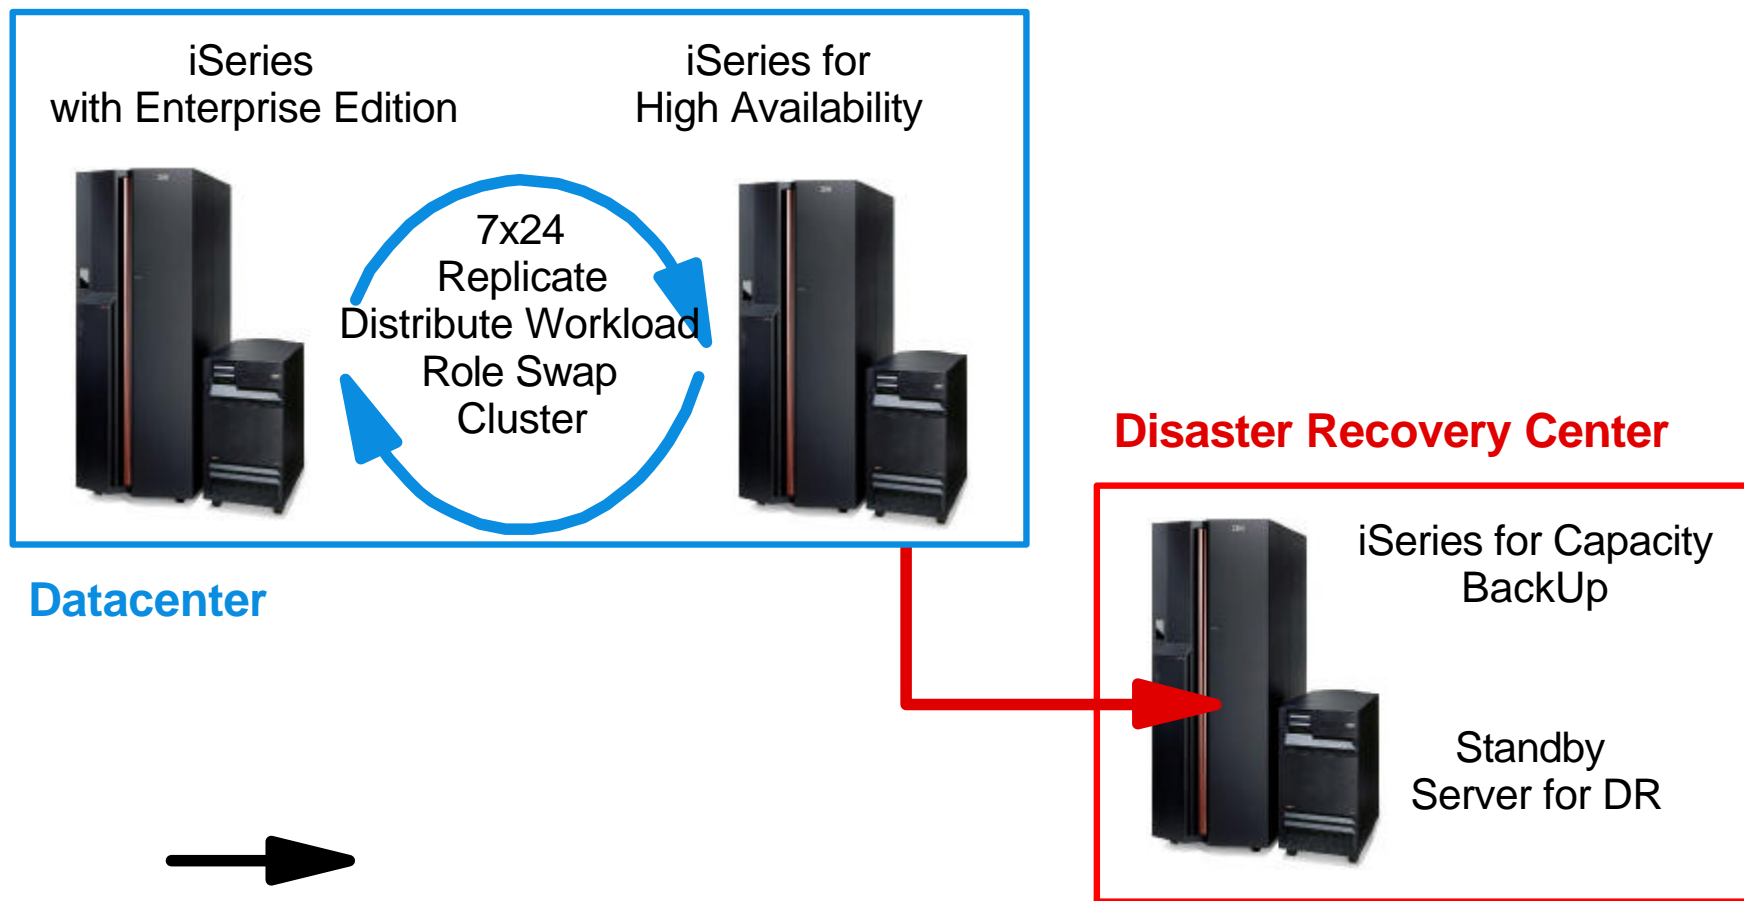 iSeries
with Enterprise Edition
iSeries for
High Availability
7x24
Replicate
Distribute Workload
Role Swap
Cluster
Datacenter
Disaster Recovery Center
iSeries for Capacity
BackUp
Standby
Server for DR